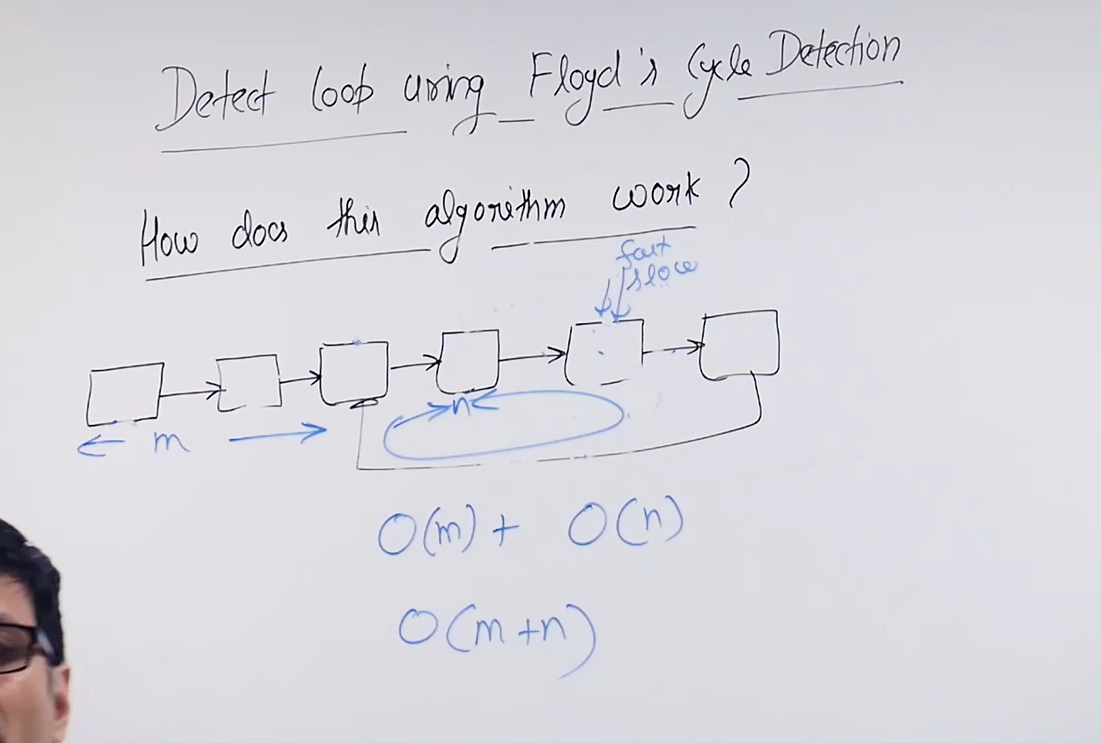 Detect loop using Floyd's Cycle Detection
How does this algorithm work?
fast
slow
m
n
O(m) + O(n)
O(m+n)